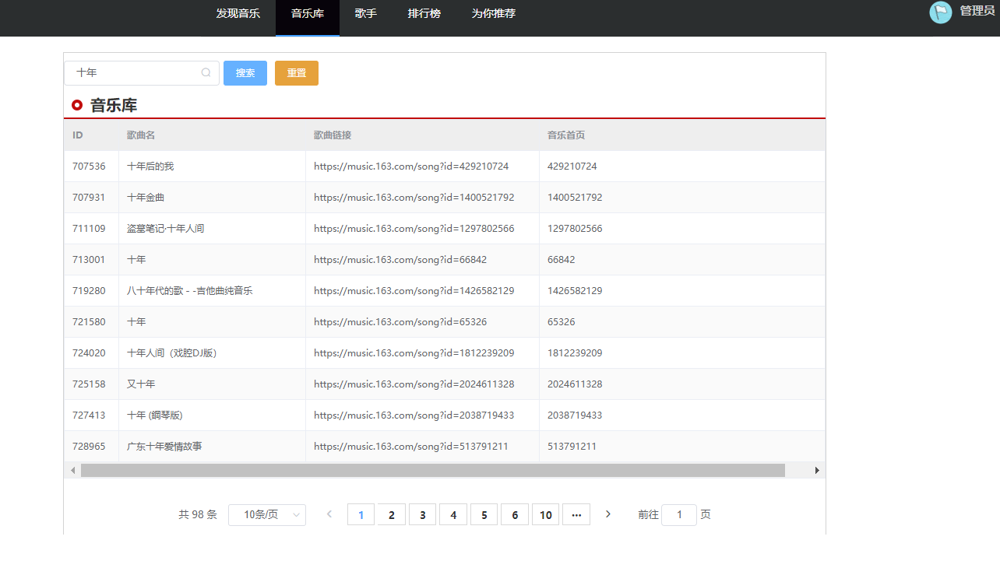 发现音乐 音乐库 歌手 排行榜 为你推荐 管理员
十年 搜索 重置
音乐库
ID 歌曲名 歌曲链接 音乐首页
707536 十年后的我 https://music.163.com/song?id=429210724 429210724
707931 十年金曲 https://music.163.com/song?id=1400521792 1400521792
711109 盗墓笔记·十年人间 https://music.163.com/song?id=1297802566 1297802566
713001 十年 https://music.163.com/song?id=66842 66842
719280 八十年代的歌 - -吉他曲纯音乐 https://music.163.com/song?id=1426582129 1426582129
721580 十年 https://music.163.com/song?id=65326 65326
724020 十年人间（戏腔DJ版） https://music.163.com/song?id=1812239209 1812239209
725158 又十年 https://music.163.com/song?id=2024611328 2024611328
727413 十年 (鋼琴版) https://music.163.com/song?id=2038719433 2038719433
728965 广东十年爱情故事 https://music.163.com/song?id=513791211 513791211
共 98 条 10条/页 1 2 3 4 5 6 10 ... 前往 1 页